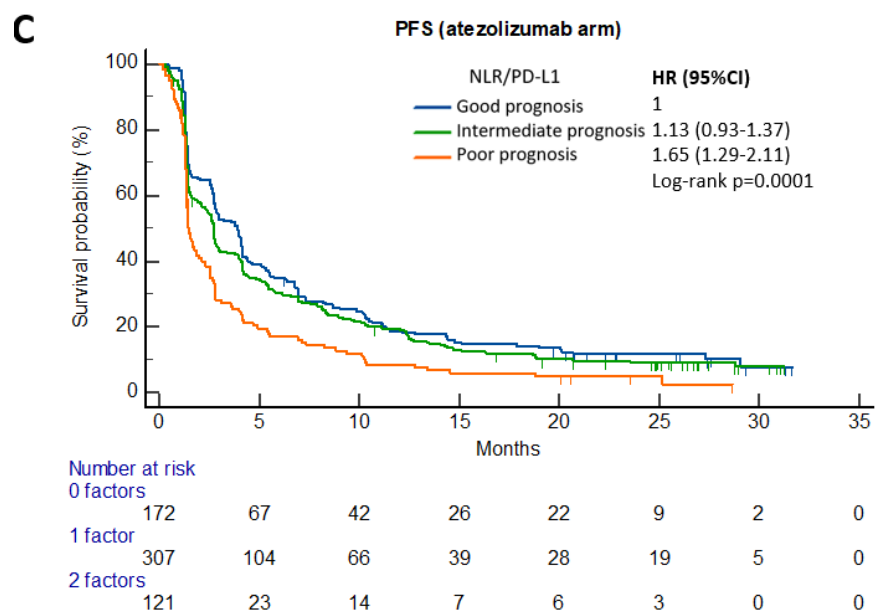 C
PFS (atezolizumab arm)
NLR/PD-L1 HR (95%CI)
Good prognosis 1
Intermediate prognosis 1.13 (0.93-1.37)
Poor prognosis 1.65 (1.29-2.11)
Log-rank p=0.0001
Survival probability (%)
100
80
60
40
20
0
0 5 10 15 20 25 30 35
Months
Number at risk
0 factors
172 67 42 26 22 9 2 0
1 factor
307 104 66 39 28 19 5 0
2 factors
121 23 14 7 6 3 0 0